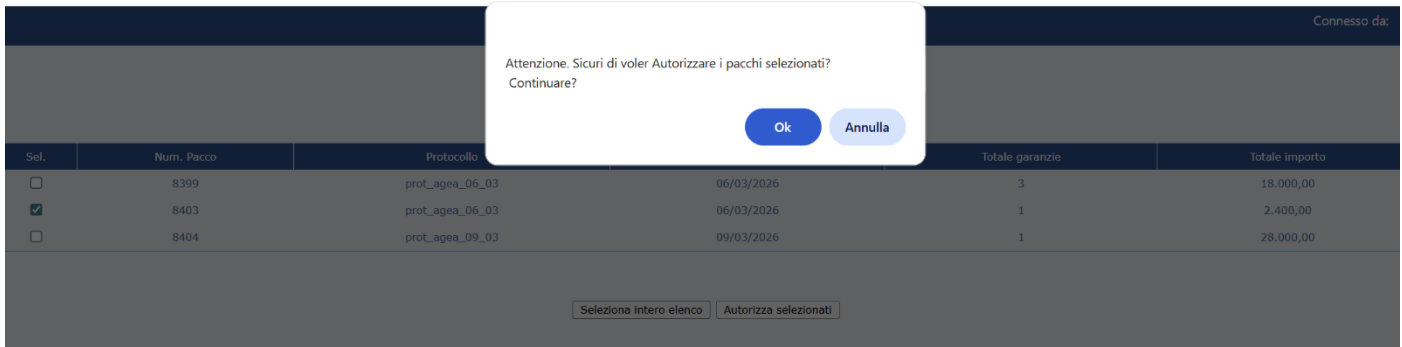 Connesso da:
Attenzione. Sicuri di voler Autorizzare i pacchi selezionati?
Continuare?
Ok Annulla
Sel. Num. Pacco Protocollo Totale garanzie Totale importo
8399 prot_agea_06_03 06/03/2026 3 18.000,00
8403 prot_agea_06_03 06/03/2026 1 2.400,00
8404 prot_agea_09_03 09/03/2026 1 28.000,00
Seleziona intero elenco Autorizza selezionati